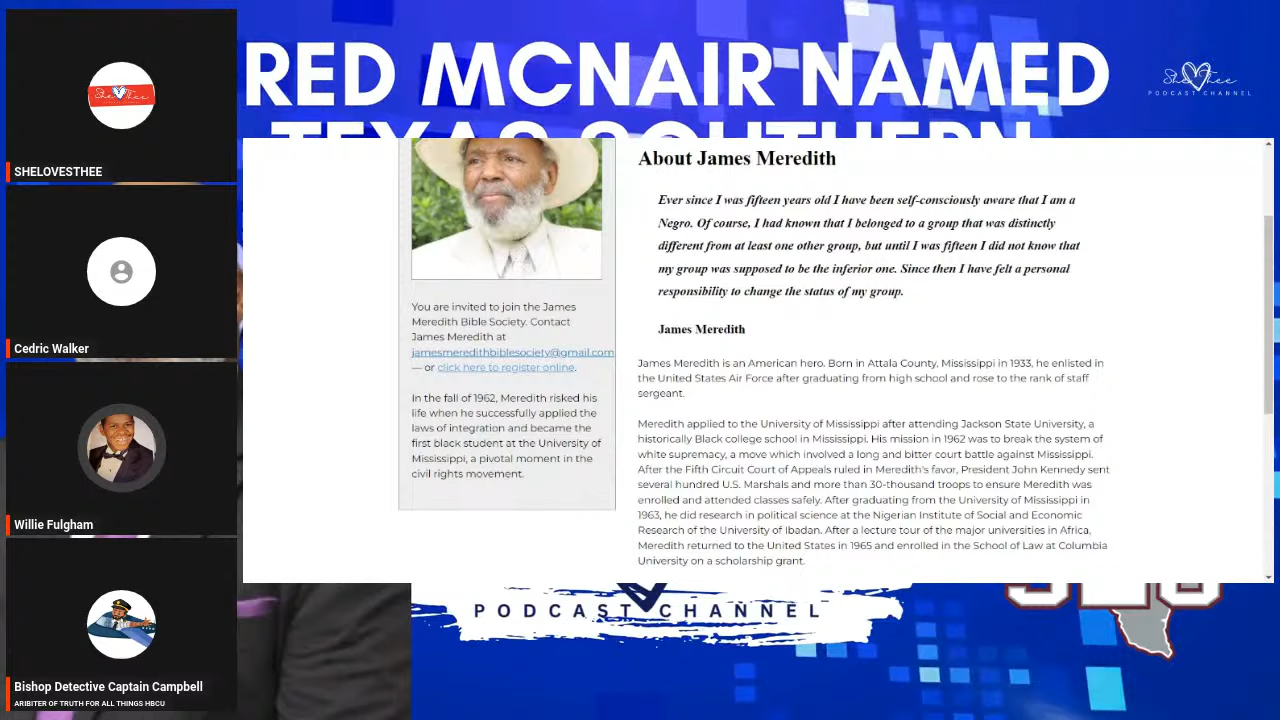 RED MCNAIR NAMED
TEXAS SOUTHERN
She Thee
PODCAST CHANNEL
SHELOVESTHEE
Cedric Walker
Willie Fulgham
Bishop Detective Captain Campbell
ARIBITER OF TRUTH FOR ALL THINGS HBCU
You are invited to join the James
Meredith Bible Society. Contact
James Meredith at
jamesmeredithbiblesociety@gmail.com
— or click here to register online.
In the fall of 1962, Meredith risked his
life when he successfully applied the
laws of integration and became the
first black student at the University of
Mississippi, a pivotal moment in the
civil rights movement.
About James Meredith
Ever since I was fifteen years old I have been self-consciously aware that I am a
Negro. Of course, I had known that I belonged to a group that was distinctly
different from at least one other group, but until I was fifteen I did not know that
my group was supposed to be the inferior one. Since then I have felt a personal
responsibility to change the status of my group.
James Meredith
James Meredith is an American hero. Born in Attala County, Mississippi in 1933, he enlisted in
the United States Air Force after graduating from high school and rose to the rank of staff
sergeant.
Meredith applied to the University of Mississippi after attending Jackson State University, a
historically Black college school in Mississippi. His mission in 1962 was to break the system of
white supremacy, a move which involved a long and bitter court battle against Mississippi.
After the Fifth Circuit Court of Appeals ruled in Meredith's favor, President John Kennedy sent
several hundred U.S. Marshals and more than 30-thousand troops to ensure Meredith was
enrolled and attended classes safely. After graduating from the University of Mississippi in
1963, he did research in political science at the Nigerian Institute of Social and Economic
Research of the University of Ibadan. After a lecture tour of the major universities in Africa,
Meredith returned to the United States in 1965 and enrolled in the School of Law at Columbia
University on a scholarship grant.
PODCAST CHANNEL